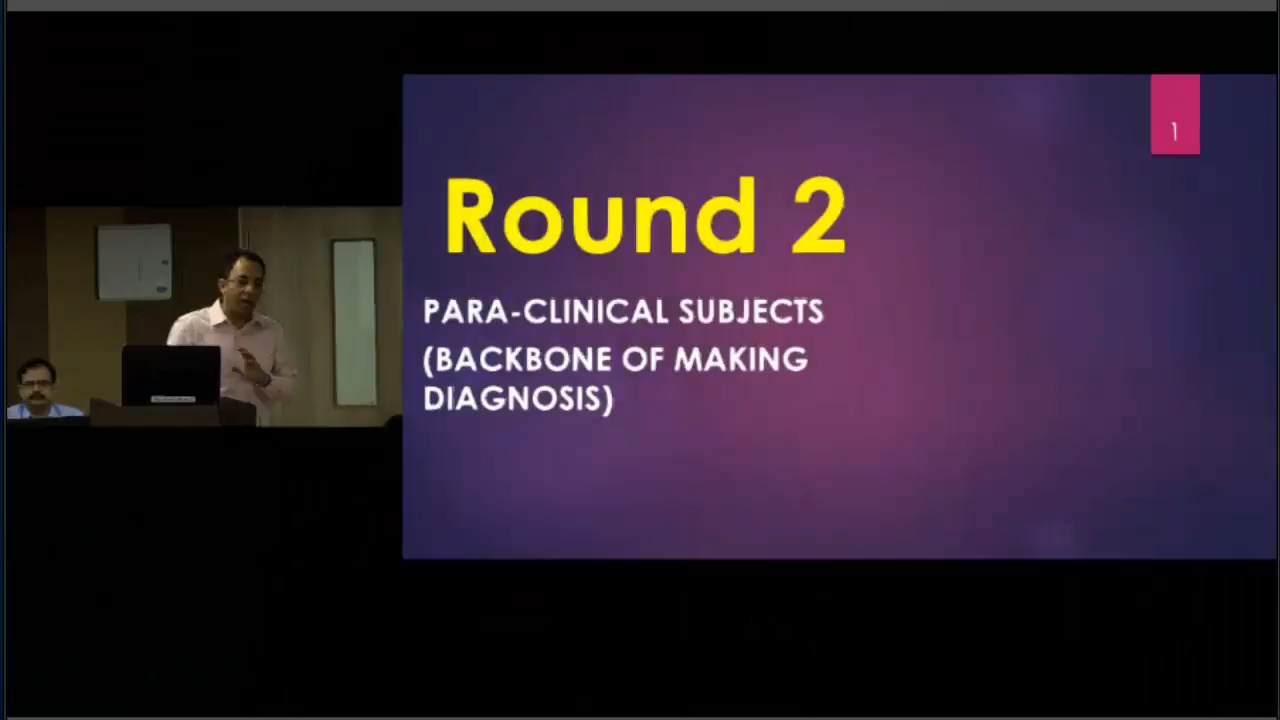 1
Round 2
PARA-CLINICAL SUBJECTS
(BACKBONE OF MAKING
DIAGNOSIS)